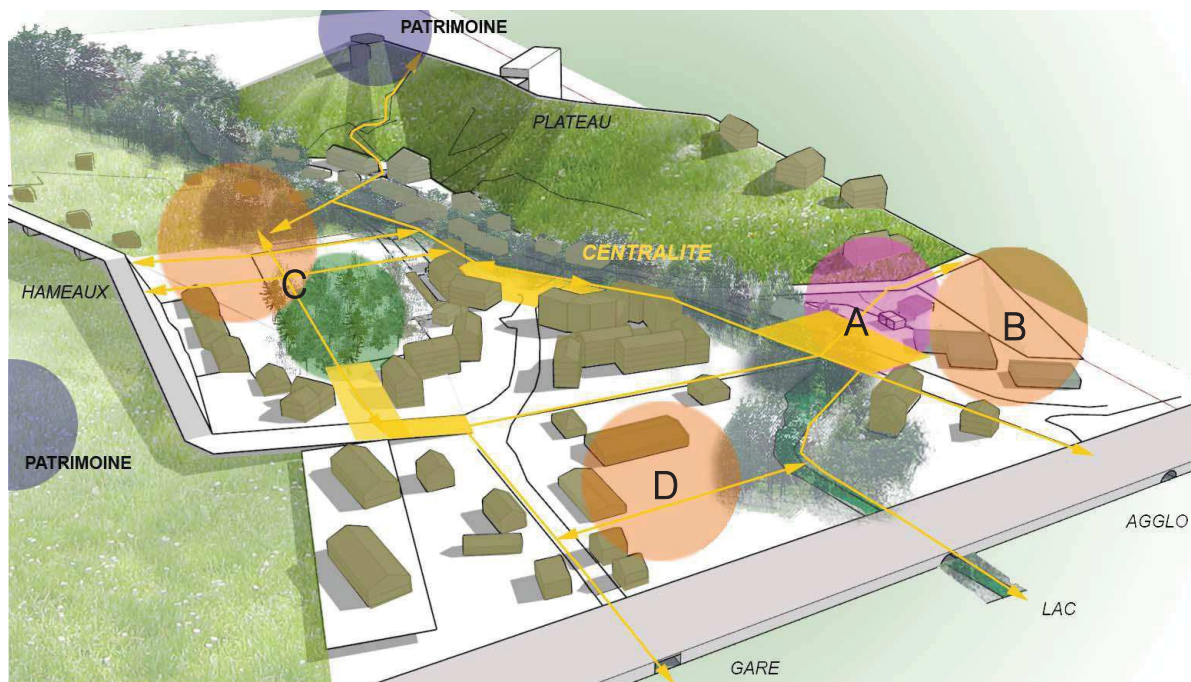 PATRIMOINE
PLATEAU
CENTRALITE
HAMEAUX
C
A
B
PATRIMOINE
D
AGGLO
LAC
GARE